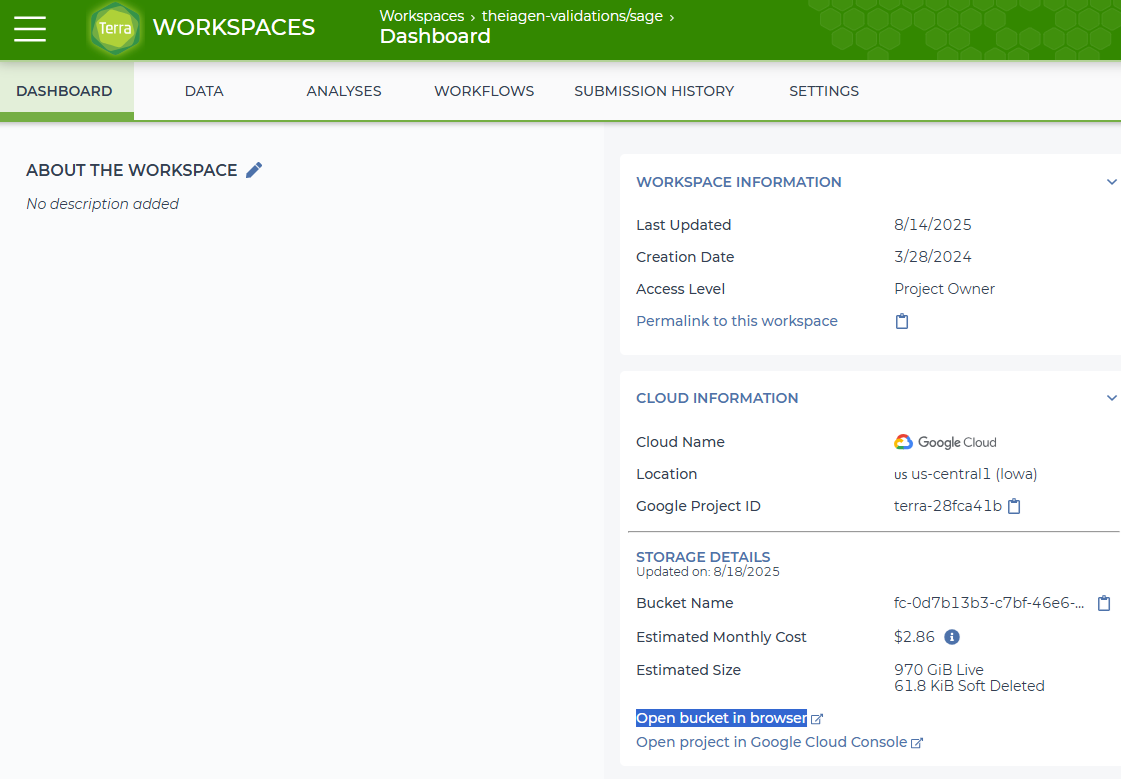 Terra
WORKSPACES
Workspaces › theiagen-validations/sage ›
Dashboard
DASHBOARD
DATA
ANALYSES
WORKFLOWS
SUBMISSION HISTORY
SETTINGS
ABOUT THE WORKSPACE
No description added
WORKSPACE INFORMATION
Last Updated 8/14/2025
Creation Date 3/28/2024
Access Level Project Owner
Permalink to this workspace
CLOUD INFORMATION
Cloud Name Google Cloud
Location us us-central1 (Iowa)
Google Project ID terra-28fca41b
STORAGE DETAILS
Updated on: 8/18/2025
Bucket Name fc-0d7b13b3-c7bf-46e6-...
Estimated Monthly Cost $2.86
Estimated Size 970 GiB Live
61.8 KiB Soft Deleted
Open bucket in browser
Open project in Google Cloud Console